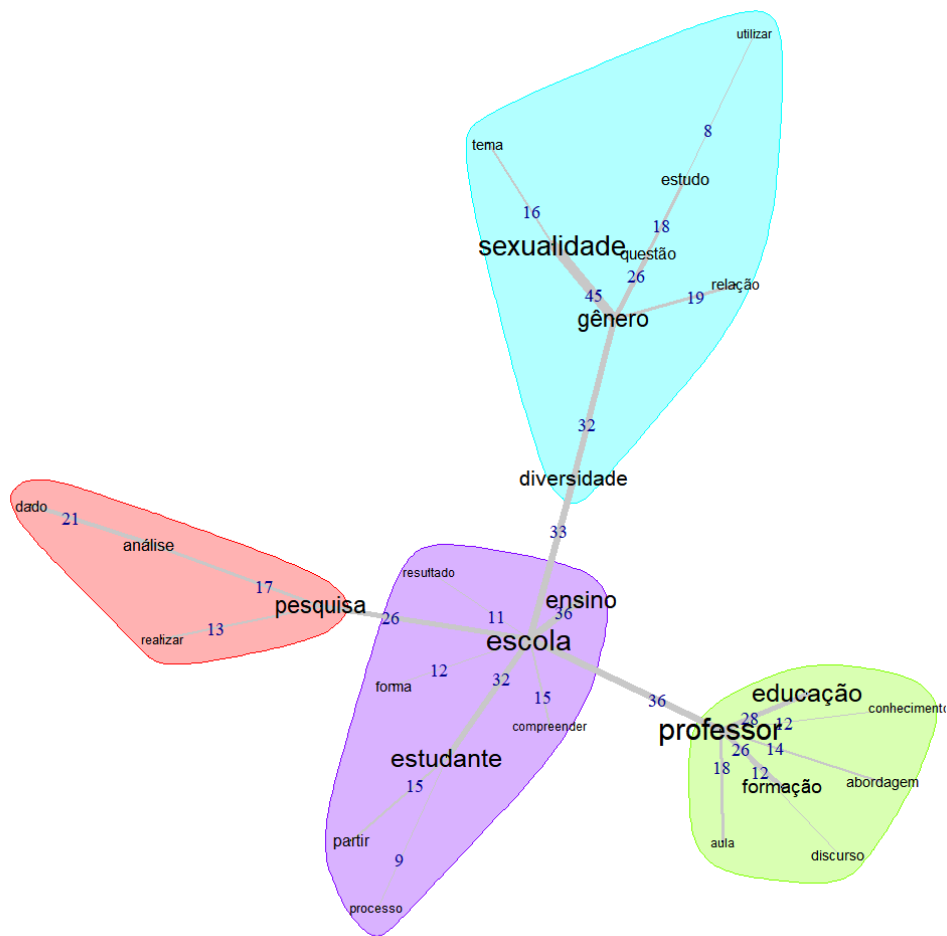 utilizar
8
tema
estudo
16
18
sexualidade
questão
26
relação
45
19
gênero
32
diversidade
dado
21
33
análise
resultado
17
ensino
pesquisa
26
11
36
realizar
13
escola
12
32
forma
15
36
educação
compreender
conhecimento
28
12
professor
estudante
26
14
18
12
15
formação
abordagem
partir
aula
discurso
9
processo